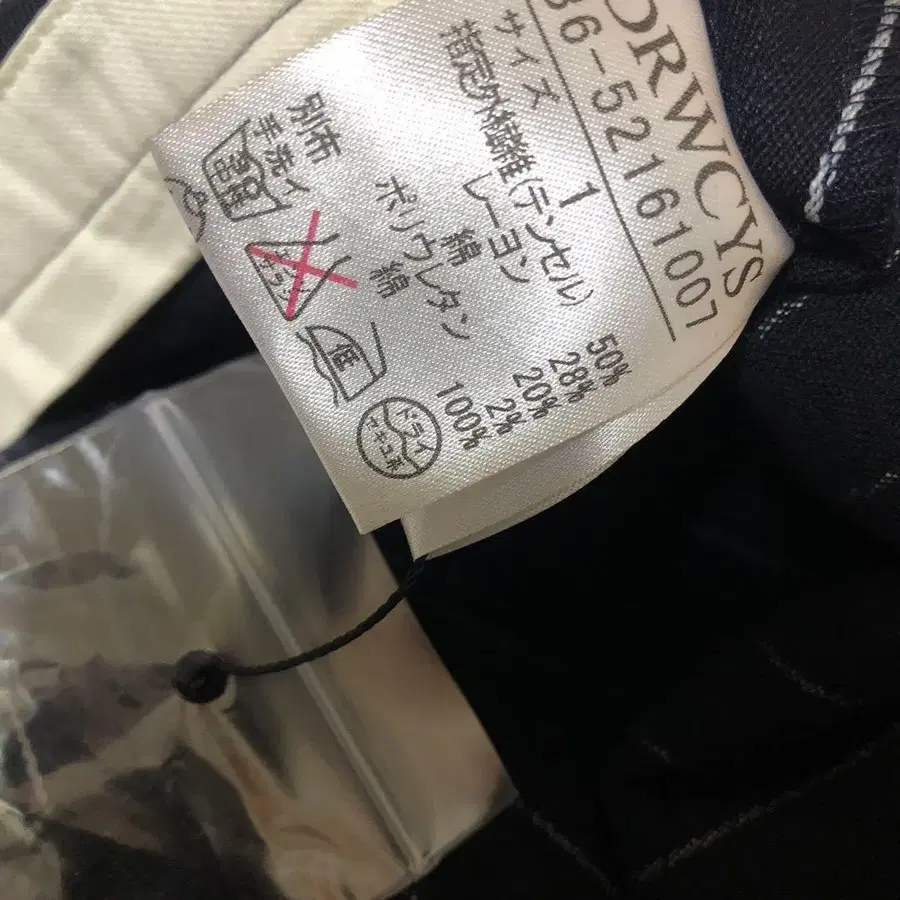 ORWCYS
36-52161007
サイズ 1
指定外繊維(テンセル) 50%
レーヨン 28%
綿 20%
ポリウレタン 2%
別布 綿 100%
手洗イ
低
ドライ